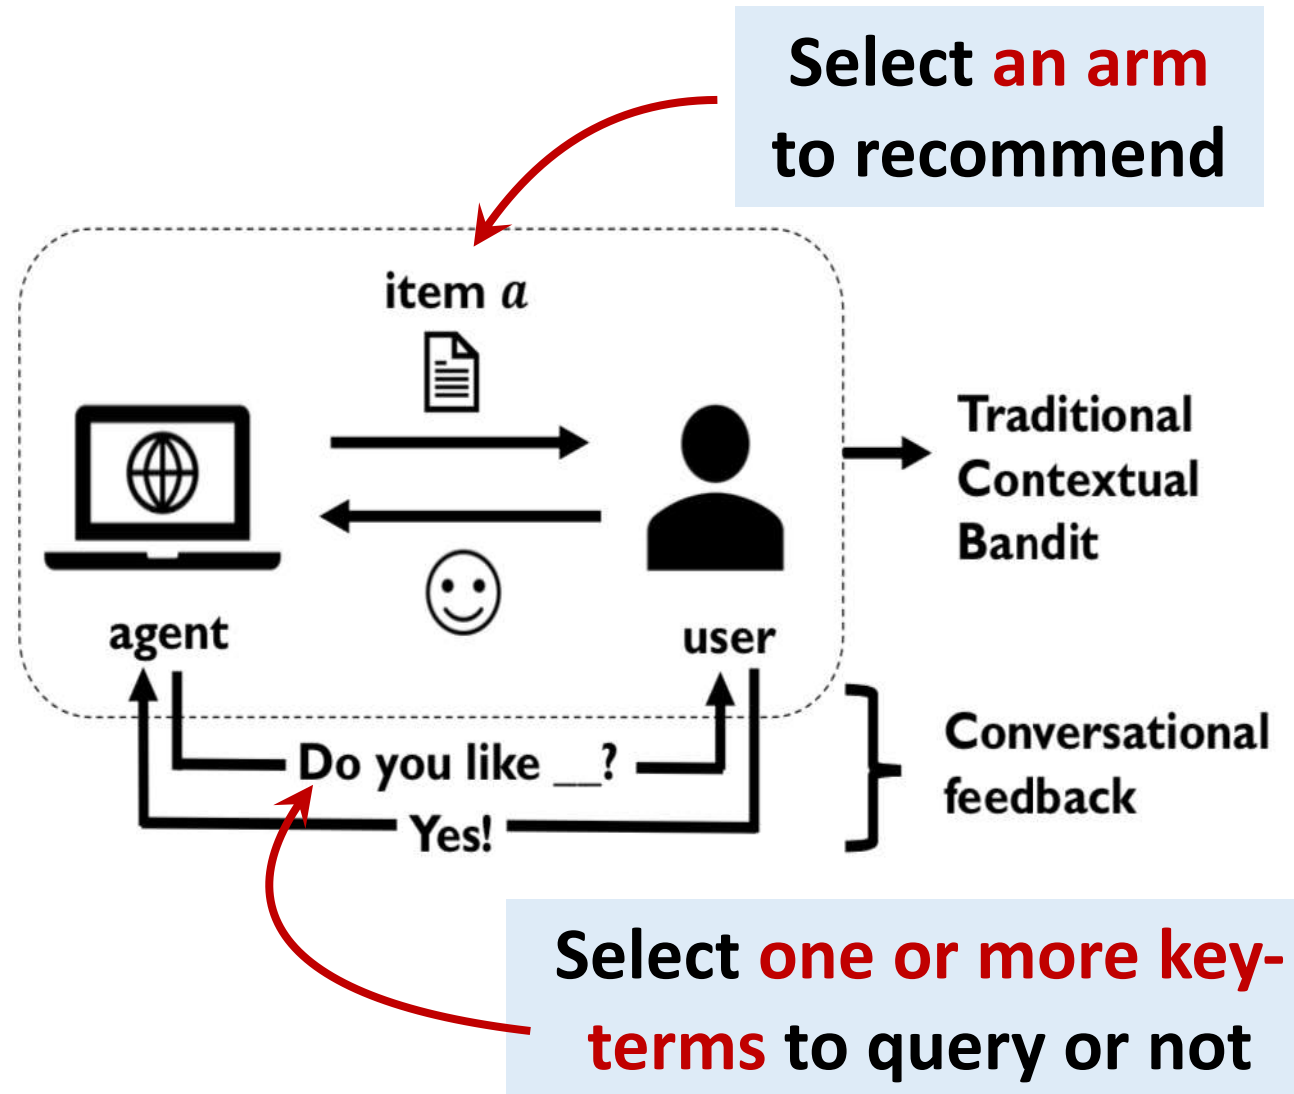 Select an arm
to recommend
item a
agent
user
Traditional
Contextual
Bandit
Do you like __?
Yes!
Conversational
feedback
Select one or more key-
terms to query or not